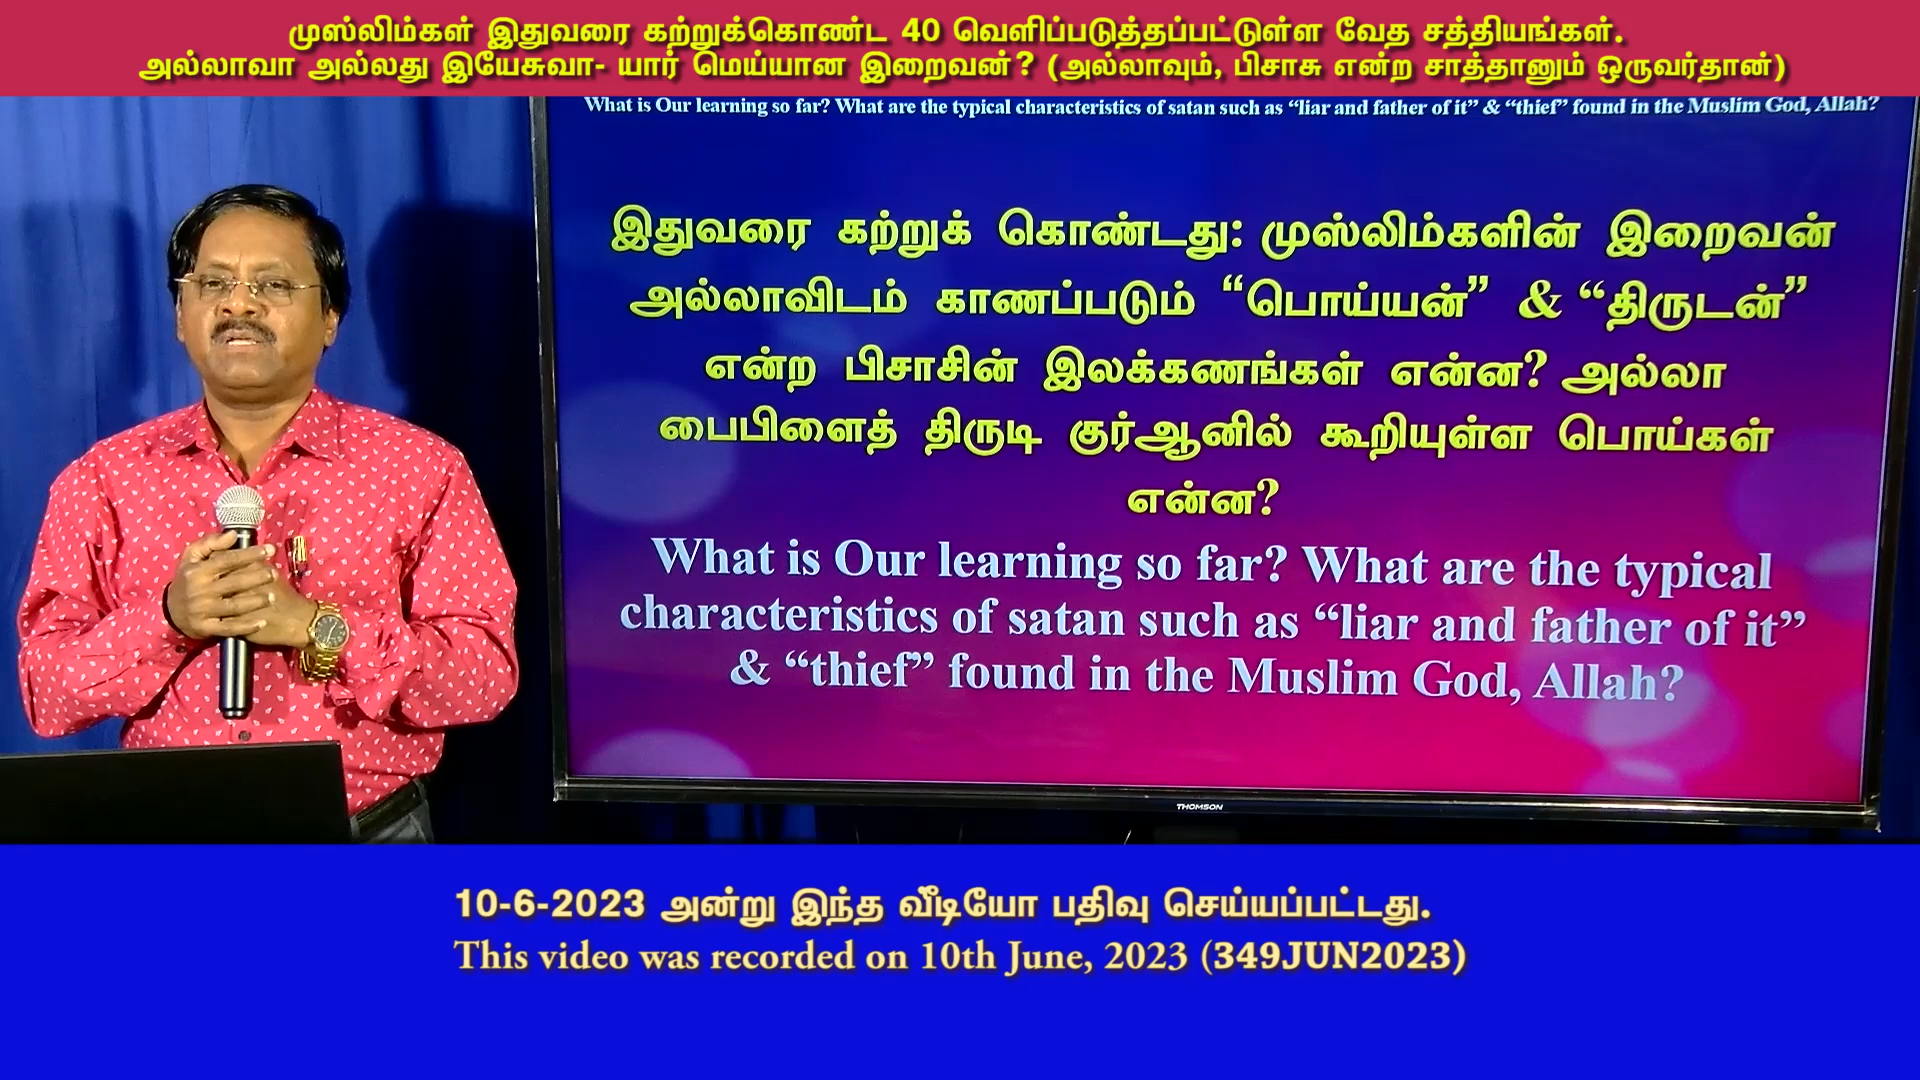 முஸ்லிம்கள் இதுவரை கற்றுக்கொண்ட 40 வெளிப்படுத்தப்பட்டுள்ள வேத சத்தியங்கள்.
அல்லாவா அல்லது இயேசுவா- யார் மெய்யான இறைவன்? (அல்லாவும், பிசாசு என்ற சாத்தானும் ஒருவர்தான்)
What is Our learning so far? What are the typical characteristics of satan such as “liar and father of it” & “thief” found in the Muslim God, Allah?
இதுவரை கற்றுக் கொண்டது: முஸ்லிம்களின் இறைவன்
அல்லாவிடம் காணப்படும் “பொய்யன்” & “திருடன்”
என்ற பிசாசின் இலக்கணங்கள் என்ன? அல்லா
பைபிளைத் திருடி குர்ஆனில் கூறியுள்ள பொய்கள்
என்ன?
What is Our learning so far? What are the typical
characteristics of satan such as “liar and father of it”
& “thief” found in the Muslim God, Allah?
THOMSON
10-6-2023 அன்று இந்த வீடியோ பதிவு செய்யப்பட்டது.
This video was recorded on 10th June, 2023 (349JUN2023)